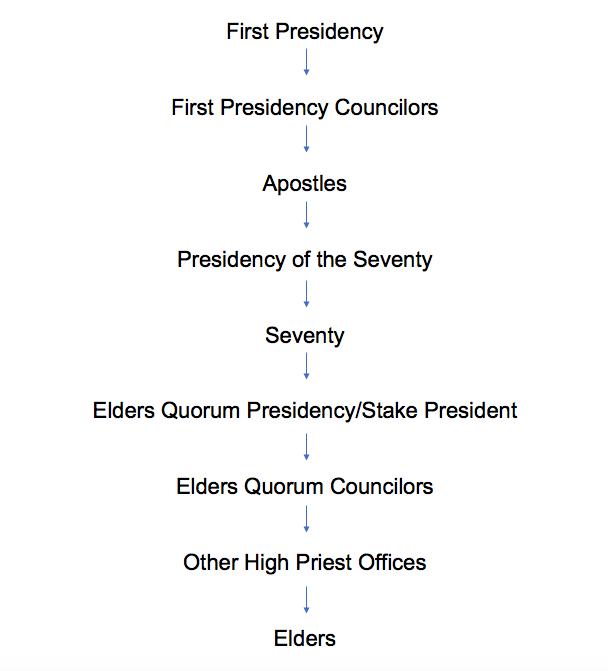 First Presidency
First Presidency Councilors
Apostles
Presidency of the Seventy
Seventy
Elders Quorum Presidency/Stake President
Elders Quorum Councilors
Other High Priest Offices
Elders